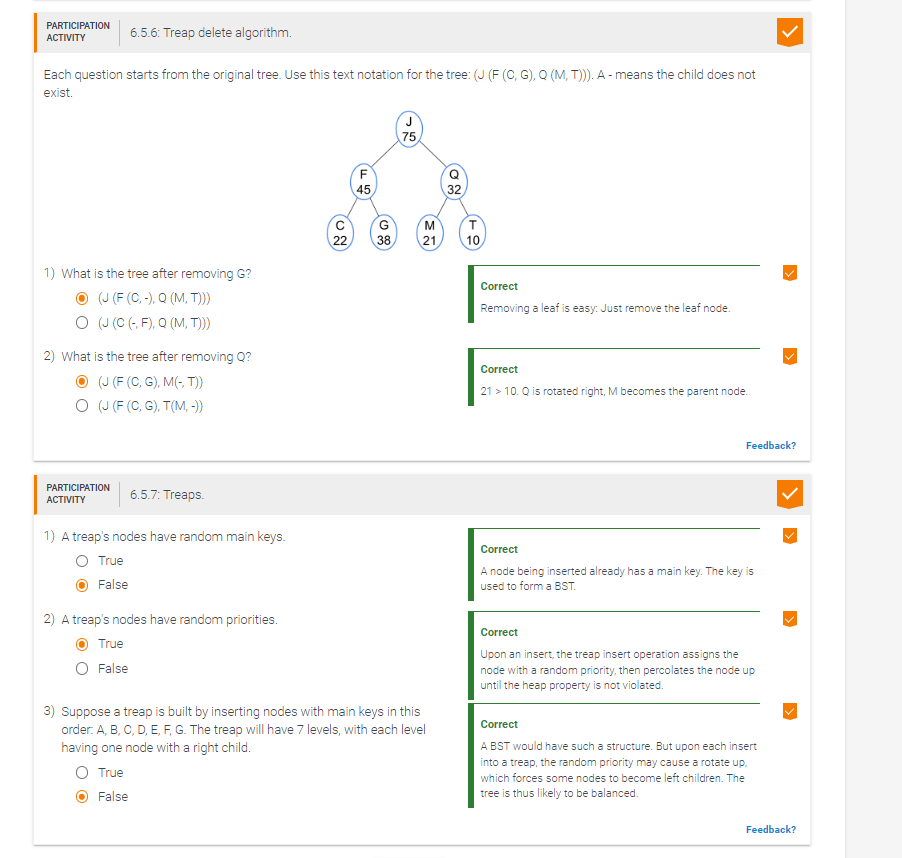 PARTICIPATION
ACTIVITY
6.5.6: Treap delete algorithm.
Each question starts from the original tree. Use this text notation for the tree: (J (F (C, G), Q (M, T))). A - means the child does not
exist.
J
75
F
45
Q
32
C
22
G
38
M
21
T
10
1) What is the tree after removing G?
(J (F (C, -), Q (M, T)))
(J (C (-, F), Q (M, T)))
Correct
Removing a leaf is easy: Just remove the leaf node.
2) What is the tree after removing Q?
(J (F (C, G), M(-, T))
(J (F (C, G), T(M, -))
Correct
21 > 10. Q is rotated right, M becomes the parent node.
Feedback?
PARTICIPATION
ACTIVITY
6.5.7: Treaps.
1) A treap's nodes have random main keys.
True
False
Correct
A node being inserted already has a main key. The key is
used to form a BST.
2) A treap's nodes have random priorities.
True
False
Correct
Upon an insert, the treap insert operation assigns the
node with a random priority, then percolates the node up
until the heap property is not violated.
3) Suppose a treap is built by inserting nodes with main keys in this
order: A, B, C, D, E, F, G. The treap will have 7 levels, with each level
having one node with a right child.
True
False
Correct
A BST would have such a structure. But upon each insert
into a treap, the random priority may cause a rotate up,
which forces some nodes to become left children. The
tree is thus likely to be balanced.
Feedback?